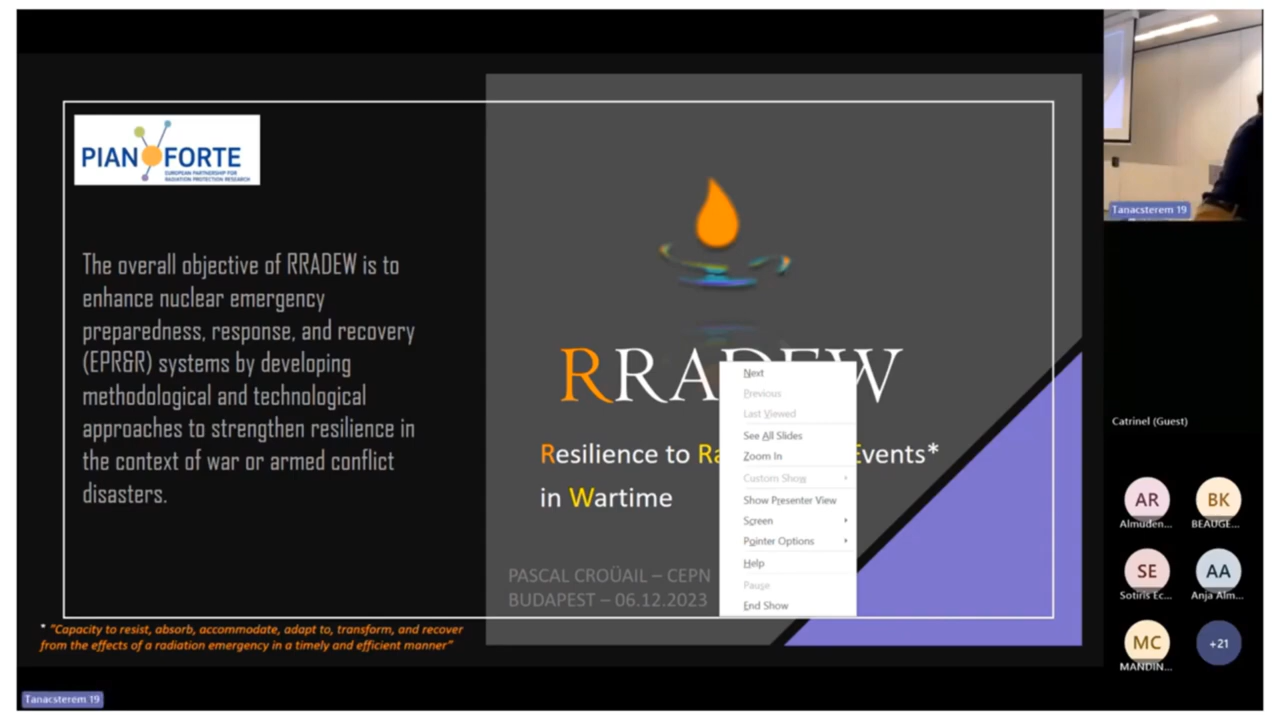 PIANOFORTE
EUROPEAN PARTNERSHIP FOR
RADIATION PROTECTION RESEARCH
The overall objective of RRADEW is to
enhance nuclear emergency
preparedness, response, and recovery
(EPR&R) systems by developing
methodological and technological
approaches to strengthen resilience in
the context of war or armed conflict
disasters.
* "Capacity to resist, absorb, accommodate, adapt to, transform, and recover
from the effects of a radiation emergency in a timely and efficient manner"
RRADEW
Resilience to Ra Events*
in Wartime
PASCAL CROÜAIL – CEPN
BUDAPEST – 06.12.2023
Next
Previous
Last Viewed
See All Slides
Zoom In
Custom Show
Show Presenter View
Screen
Pointer Options
Help
Pause
End Show
Tanacsterem 19
Catrinel (Guest)
AR
BK
Almuden...
BEAUGE...
SE
AA
Sotiris Ec...
Anja Alm...
MC
+21
MANDIN...
Tanacsterem 19